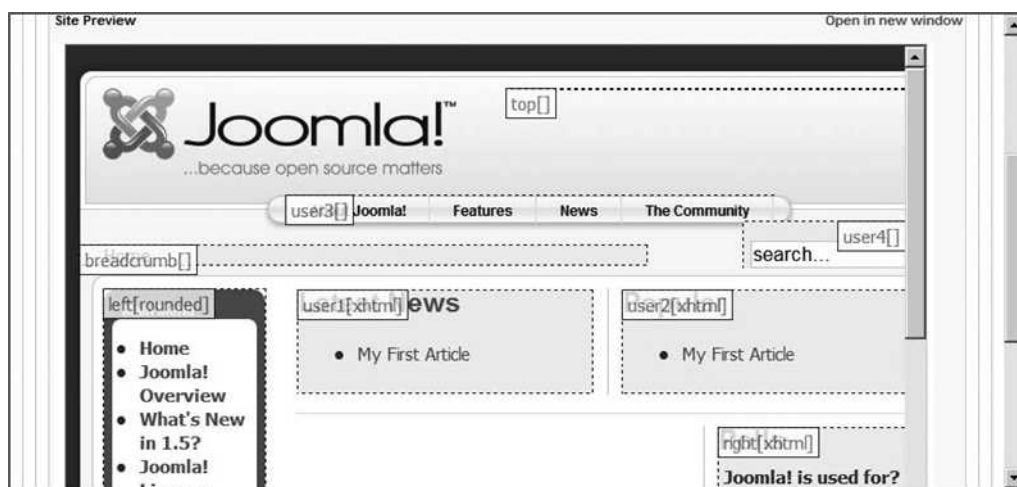 Site Preview Open in new window
Joomla!™
...because open source matters
top[]
user3[] Joomla! Features News The Community
user4[]
search...
breadcrumb[]
left[rounded]
Home
Joomla!
Overview
What's New
in 1.5?
Joomla!
user1[xhtml] News
My First Article
user2[xhtml]
My First Article
right[xhtml]
Joomla! is used for?